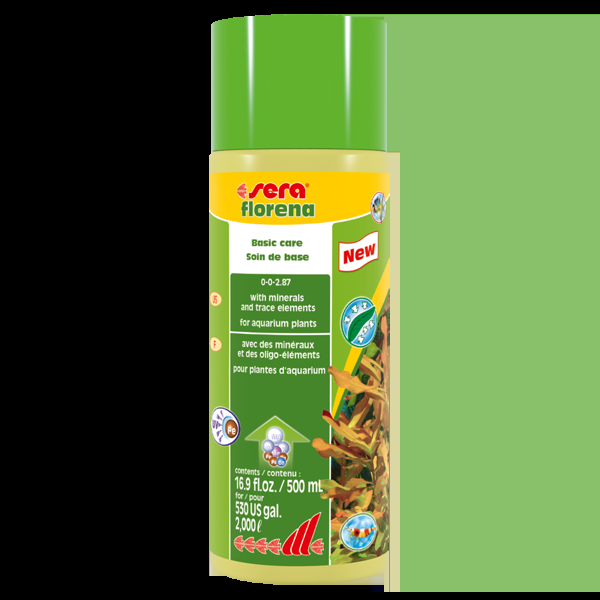 sera®
florena
Basic care
Soin de base
New
0-0-2.87
with minerals
and trace elements
for aquarium plants
US
avec des minéraux
et des oligo-éléments
pour plantes d'aquarium
F
Fe
contents / contenu :
16.9 fl.oz. / 500 mL
for / pour
530 US gal.
2,000 ℓ